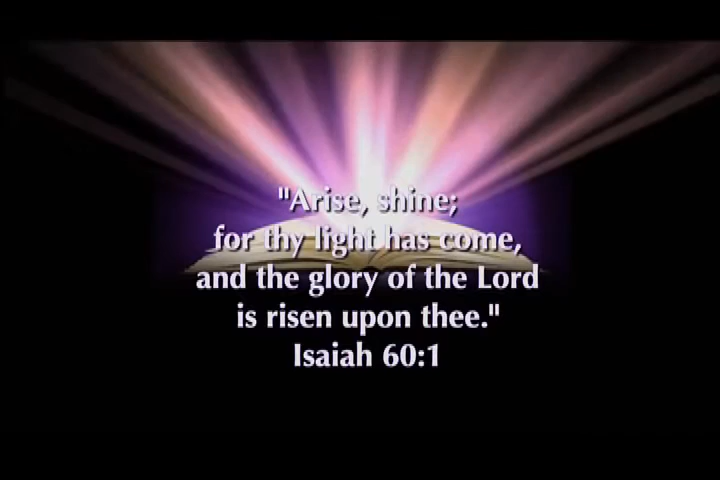 "Arise, shine;
for thy light has come,
and the glory of the Lord
is risen upon thee."
Isaiah 60:1